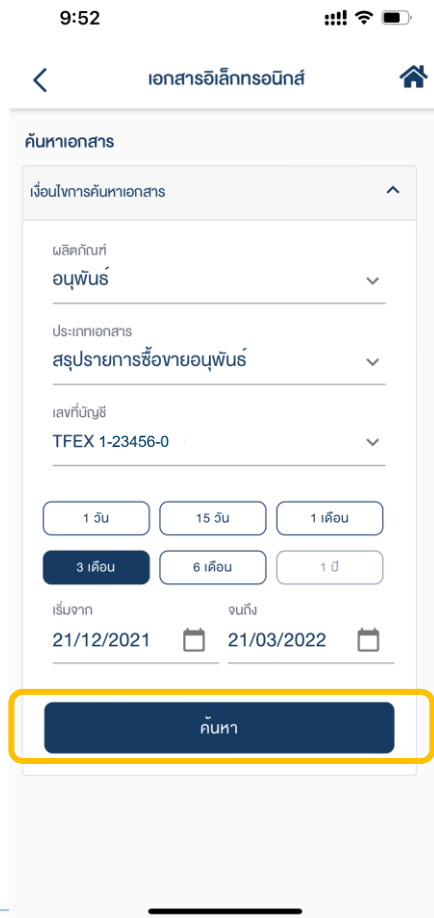 9:52
เอกสารอิเล็กทรอนิกส์
ค้นหาเอกสาร
เงื่อนไขการค้นหาเอกสาร
ผลิตภัณฑ์
อนุพันธ์
ประเภทเอกสาร
สรุปรายการซื้อขายอนุพันธ์
เลขที่บัญชี
TFEX 1-23456-0
1 วัน 15 วัน 1 เดือน
3 เดือน 6 เดือน 1 ปี
เริ่มจาก จนถึง
21/12/2021 21/03/2022
ค้นหา